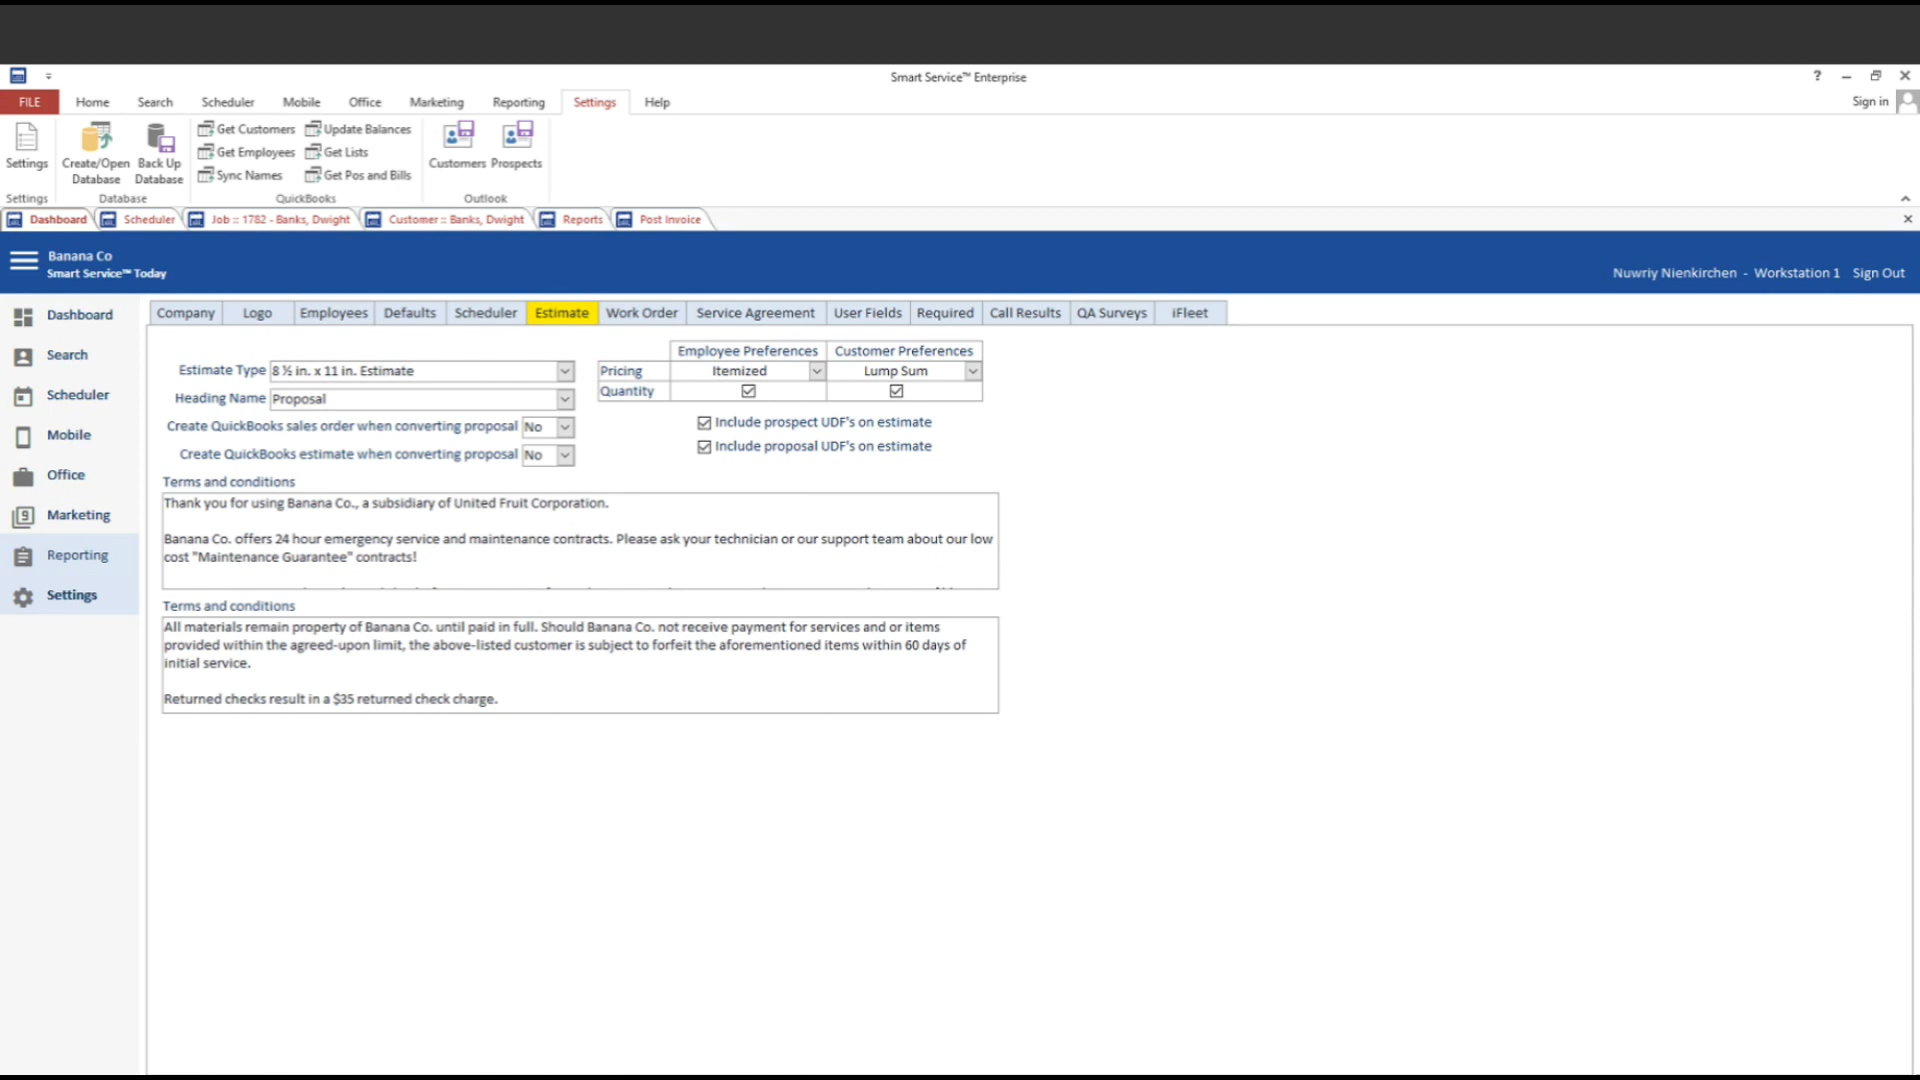 Smart Service™ Enterprise
?
FILE Home Search Scheduler Mobile Office Marketing Reporting Settings Help
Sign in
Settings
Create/Open Database
Back Up Database
Get Customers
Get Employees
Sync Names
Update Balances
Get Lists
Get Pos and Bills
Customers
Prospects
Settings Database QuickBooks Outlook
Dashboard Scheduler Job :: 1782 - Banks, Dwight Customer :: Banks, Dwight Reports Post Invoice
Banana Co
Smart Service™ Today
Nuwriy Nienkirchen - Workstation 1 Sign Out
Dashboard
Search
Scheduler
Mobile
Office
9
Marketing
Reporting
Settings
Company Logo Employees Defaults Scheduler Estimate Work Order Service Agreement User Fields Required Call Results QA Surveys iFleet
Estimate Type 8 ½ in. x 11 in. Estimate
Heading Name Proposal
Create QuickBooks sales order when converting proposal No
Create QuickBooks estimate when converting proposal No
Employee Preferences Customer Preferences
Pricing Itemized Lump Sum
Quantity
Include prospect UDF's on estimate
Include proposal UDF's on estimate
Terms and conditions
Thank you for using Banana Co., a subsidiary of United Fruit Corporation.
Banana Co. offers 24 hour emergency service and maintenance contracts. Please ask your technician or our support team about our low
cost "Maintenance Guarantee" contracts!
Terms and conditions
All materials remain property of Banana Co. until paid in full. Should Banana Co. not receive payment for services and or items
provided within the agreed-upon limit, the above-listed customer is subject to forfeit the aforementioned items within 60 days of
initial service.
Returned checks result in a $35 returned check charge.